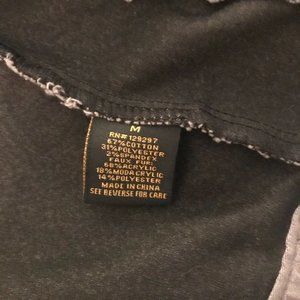 M
RN# 129297
67%COTTON
31%POLYESTER
2%SPANDEX
FAUX FUR:
68%ACRYLIC
18%MODACRYLIC
14%POLYESTER
MADE IN CHINA
SEE REVERSE FOR CARE